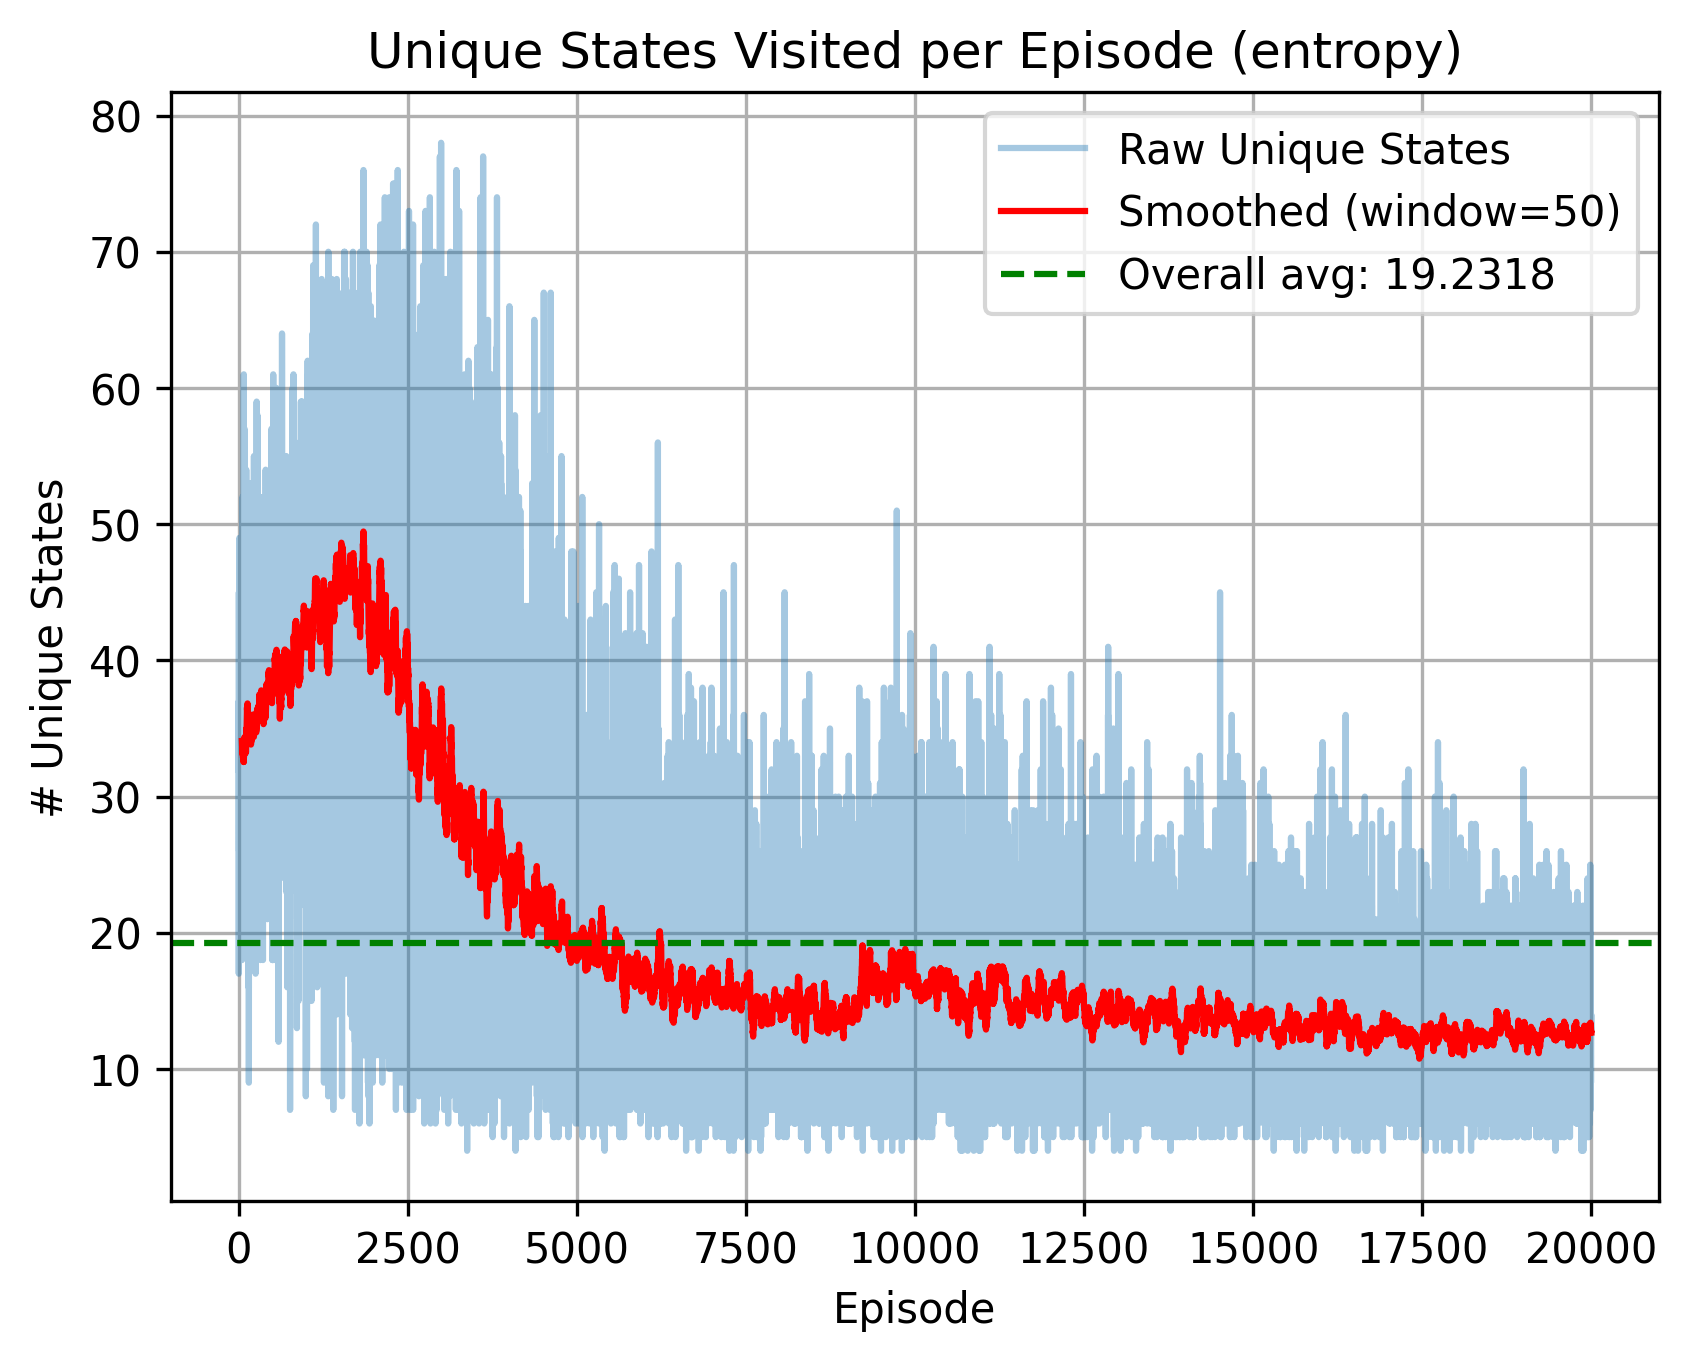 Unique States Visited per Episode (entropy)
80
70
60
50
40
30
20
10
# Unique States
Raw Unique States
Smoothed (window=50)
Overall avg: 19.2318
0 2500 5000 7500 10000 12500 15000 17500 20000
Episode